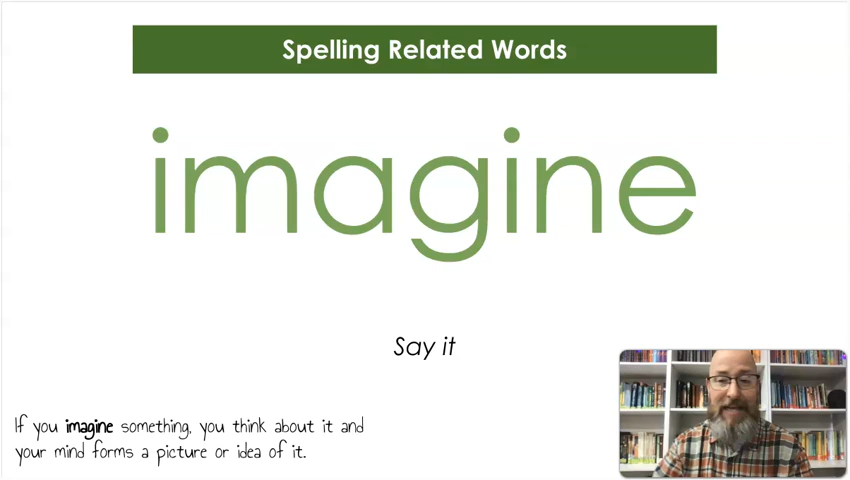 Spelling Related Words
imagine
Say it
If you imagine something, you think about it and
your mind forms a picture or idea of it.